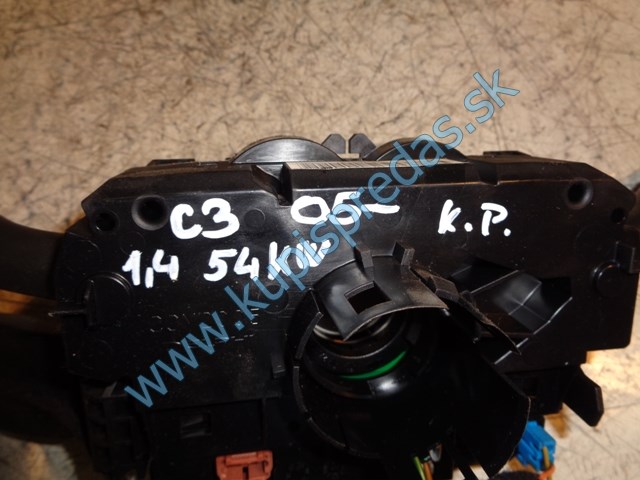 C3 05- K.P.
1,4 54KW
www.kupispredas.sk